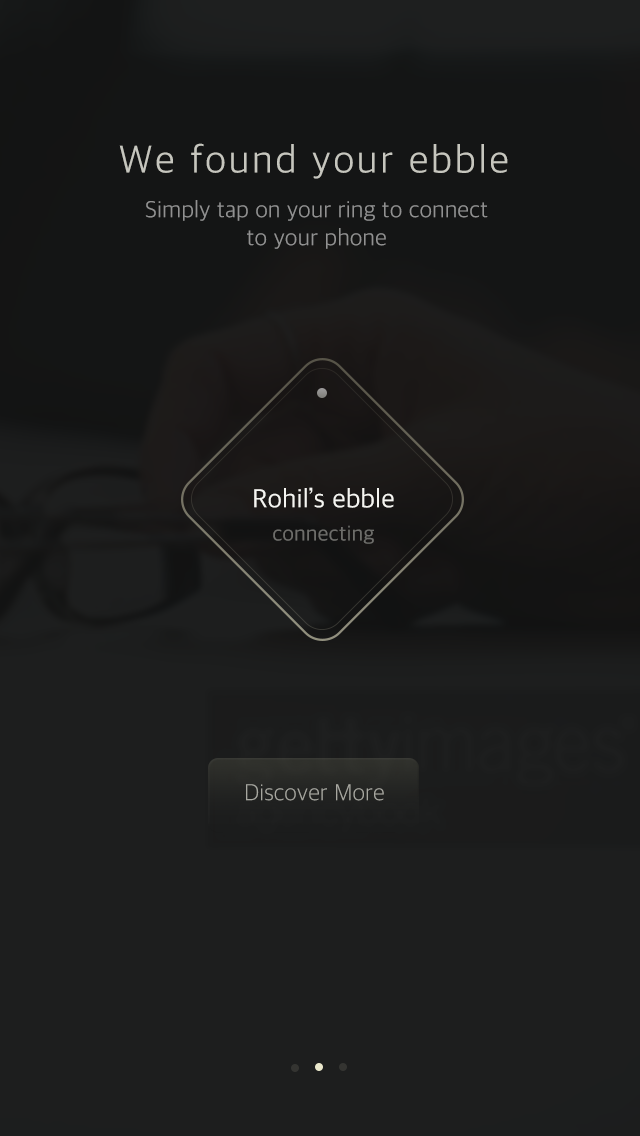 We found your ebble
Simply tap on your ring to connect
to your phone
Rohil’s ebble
connecting
gettyimages®
Discover More